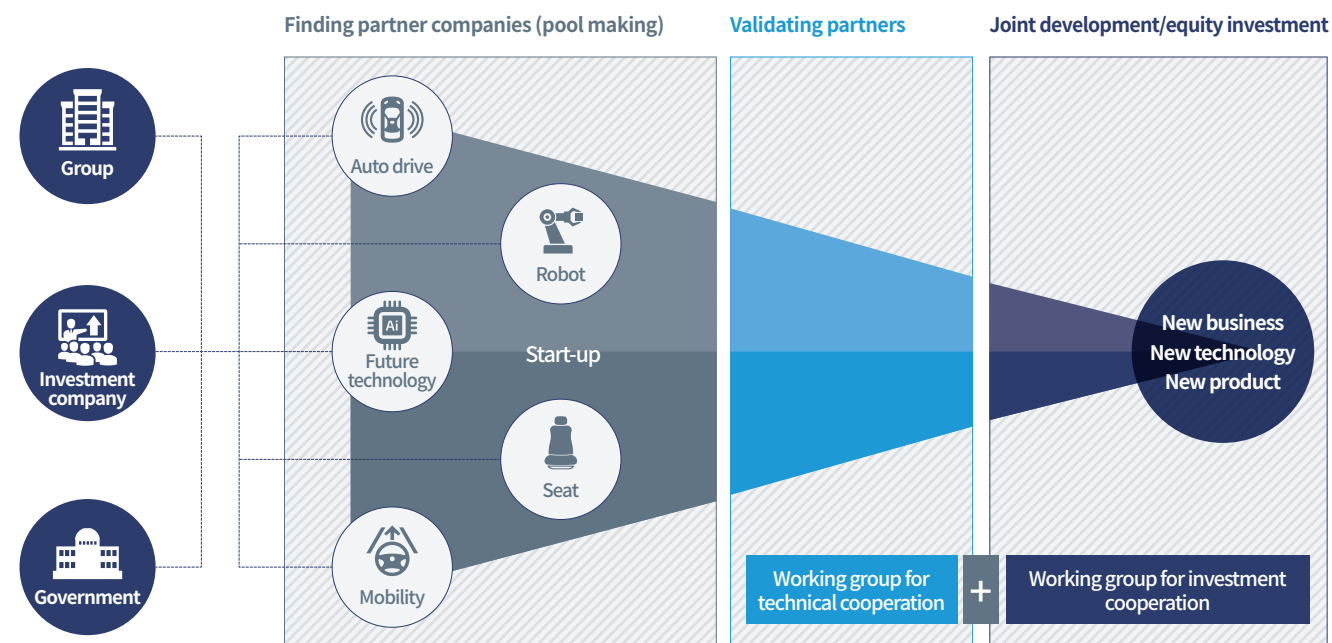 Finding partner companies (pool making)
Validating partners
Joint development/equity investment
Group
Investment
company
Government
Auto drive
Robot
Ai
Future
technology
Start-up
Seat
Mobility
New business
New technology
New product
Working group for
technical cooperation
+
Working group for investment
cooperation